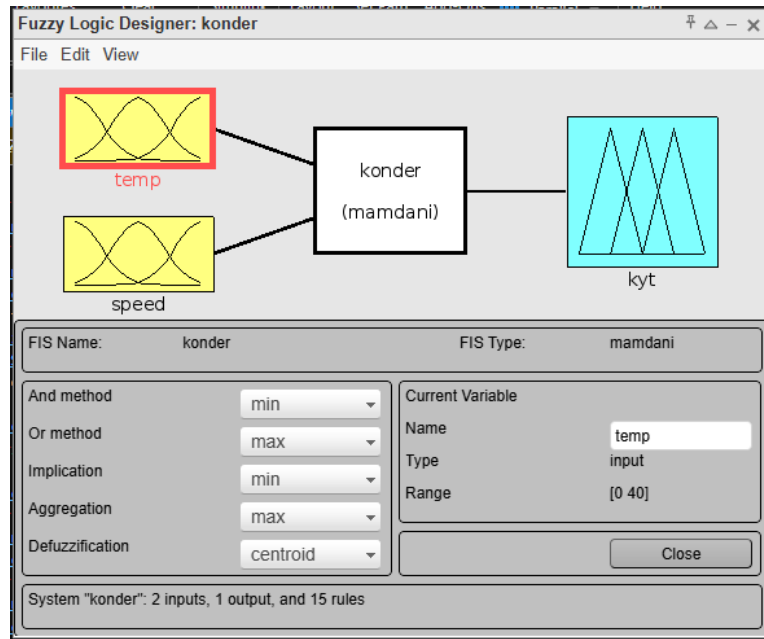 Fuzzy Logic Designer: konder
File Edit View
temp
speed
konder
(mamdani)
kyt
FIS Name: konder FIS Type: mamdani
And method min
Or method max
Implication min
Aggregation max
Defuzzification centroid
Current Variable
Name temp
Type input
Range [0 40]
Close
System "konder": 2 inputs, 1 output, and 15 rules